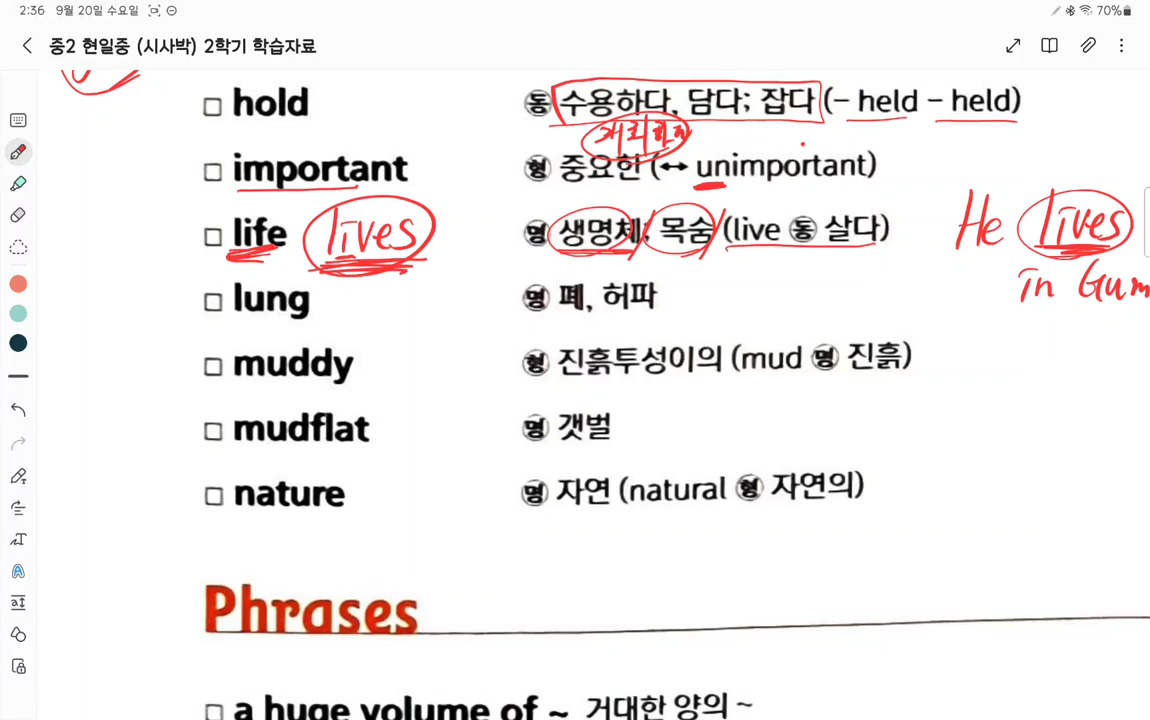 2:36 9월 20일 수요일 70%
중2 현일중 (시사박) 2학기 학습자료
□ hold 동 수용하다, 담다; 잡다 (– held – held)
개최하다
□ important 형 중요한 (↔ unimportant)
□ life lives 명 생명체; 목숨 (live 동 살다) He lives
in Gum
□ lung 명 폐, 허파
□ muddy 형 진흙투성이의 (mud 명 진흙)
□ mudflat 명 갯벌
□ nature 명 자연 (natural 형 자연의)
Phrases
□ a huge volume of ~ 거대한 양의 ~